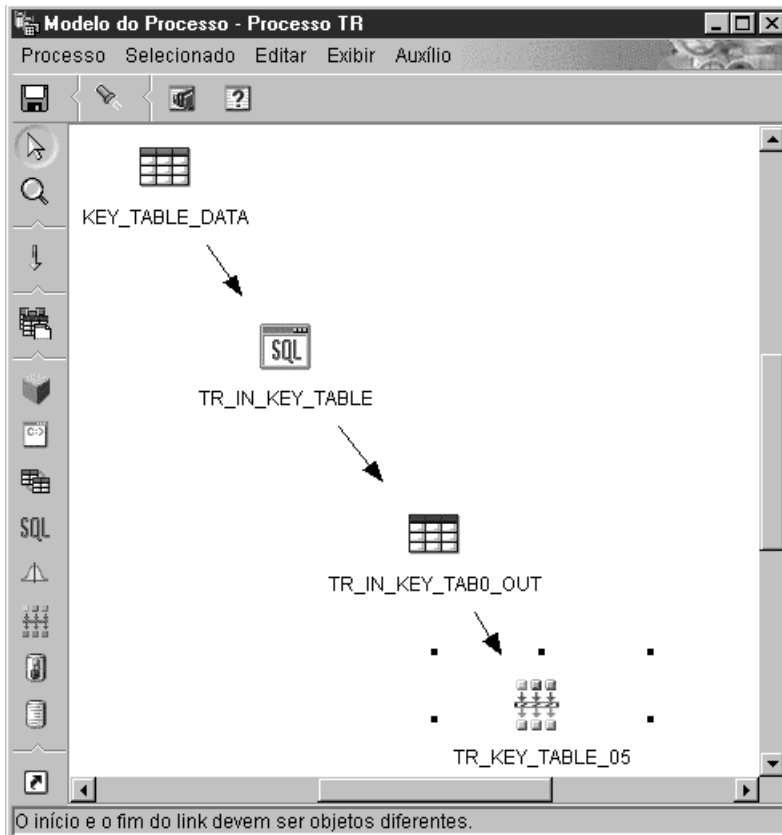 Modelo do Processo - Processo TR
Processo Selecionado Editar Exibir Auxílio
KEY_TABLE_DATA
SQL
TR_IN_KEY_TABLE
TR_IN_KEY_TAB0_OUT
TR_KEY_TABLE_05
C:>
SQL
O início e o fim do link devem ser objetos diferentes.